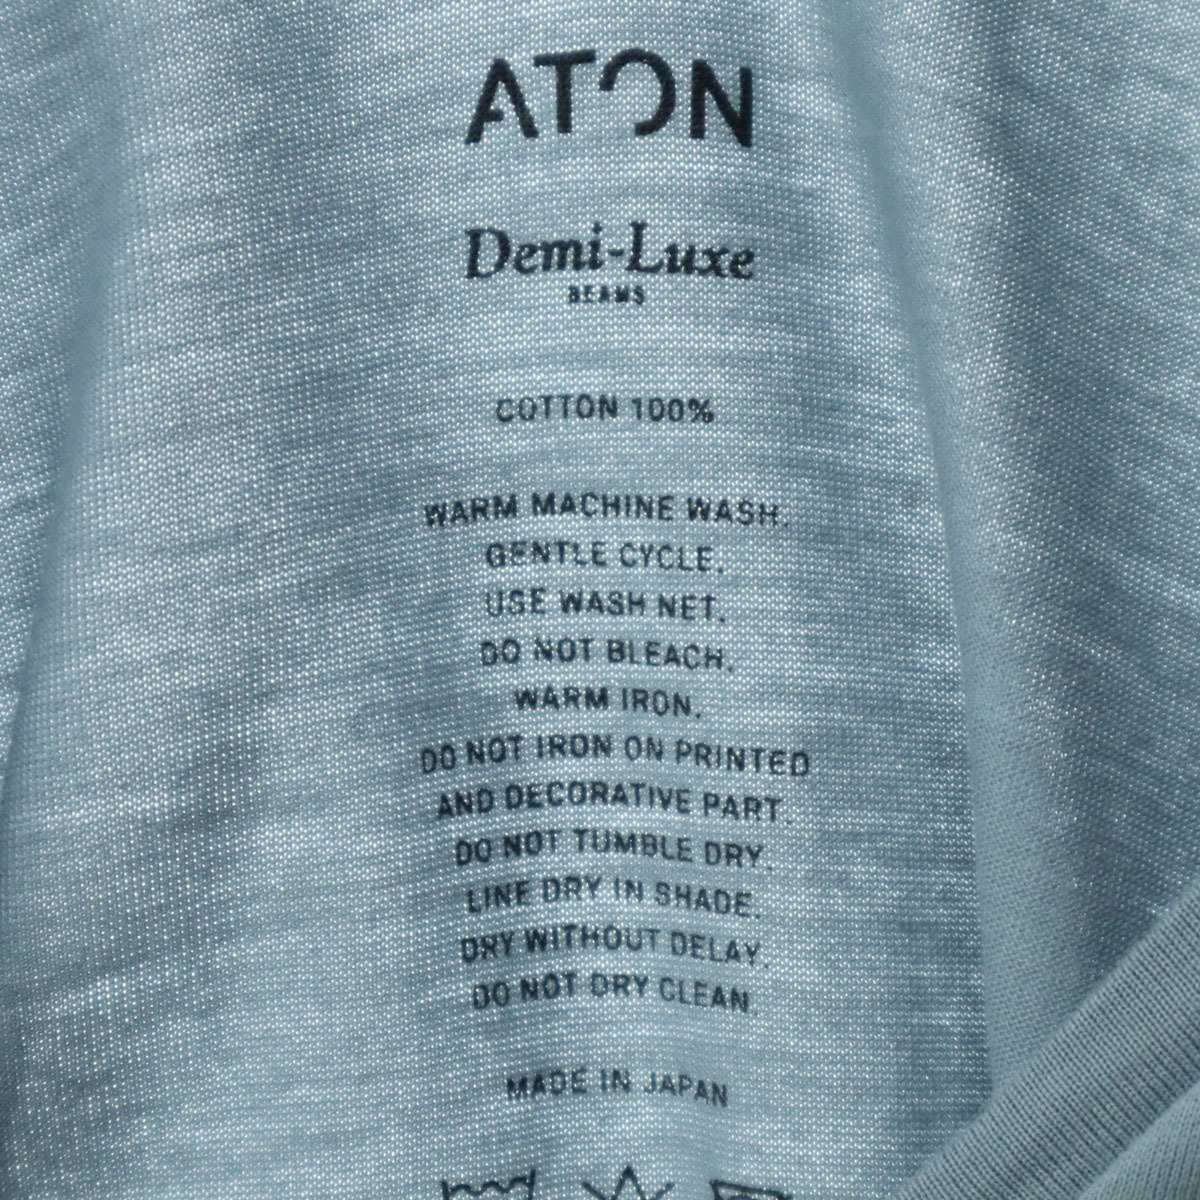 ATON
Demi-Luxe
BEAMS
COTTON 100%
WARM MACHINE WASH.
GENTLE CYCLE.
USE WASH NET.
DO NOT BLEACH.
WARM IRON.
DO NOT IRON ON PRINTED
AND DECORATIVE PART.
DO NOT TUMBLE DRY.
LINE DRY IN SHADE.
DRY WITHOUT DELAY.
DO NOT DRY CLEAN
MADE IN JAPAN